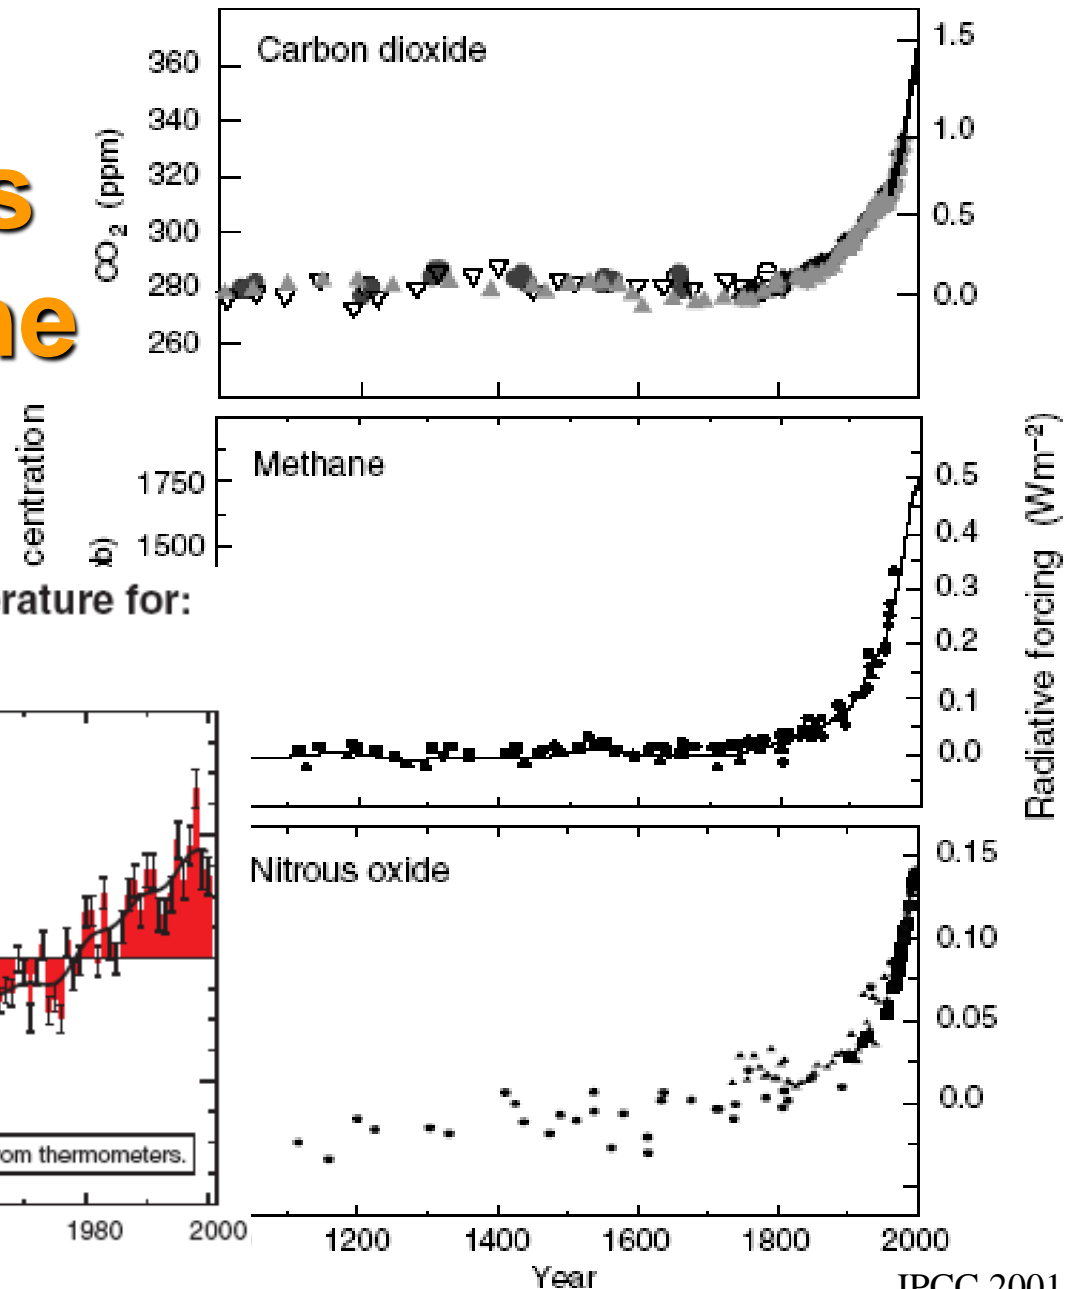 Carbon dioxide
CO2 (ppm)
360
340
320
300
280
260
1.5
1.0
0.5
0.0
Methane
1750
1500
0.5
0.4
0.3
0.2
0.1
0.0
Radiative forcing (Wm−2)
rature for:
Nitrous oxide
0.15
0.10
0.05
0.0
om thermometers.
1980
2000
1200
1400
1600
1800
2000
Year
IPCC 2001
s
ne
centration
b)